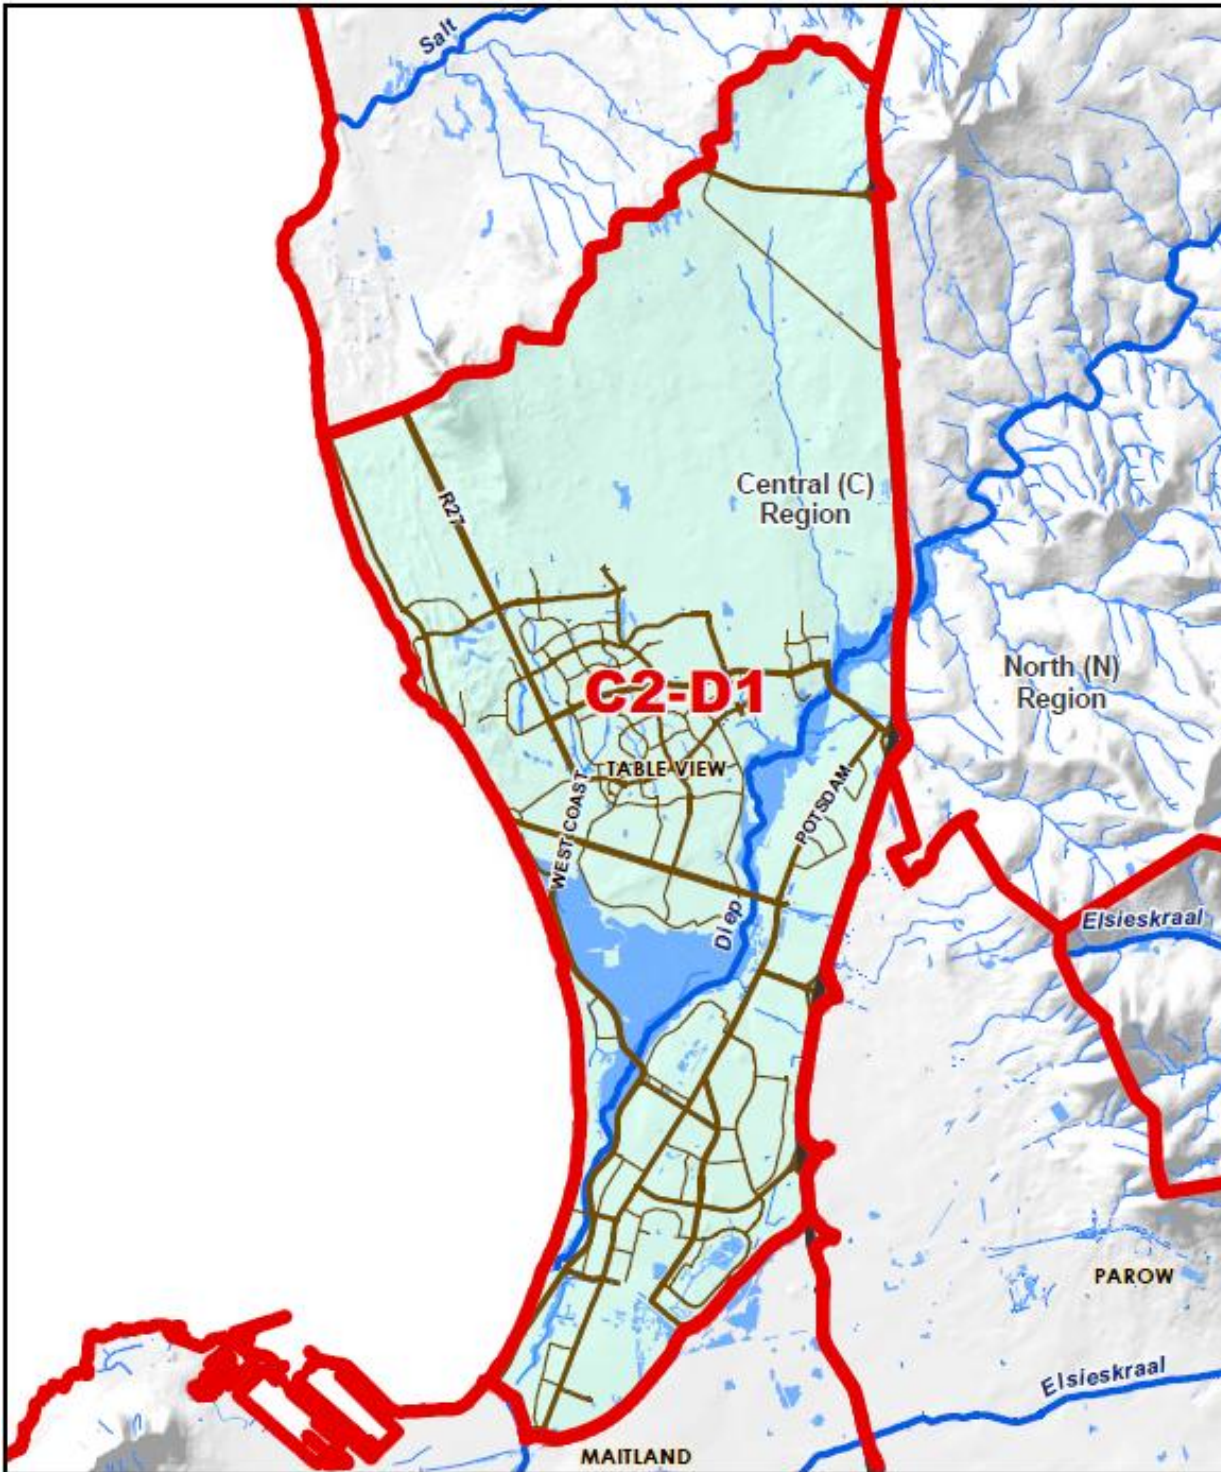 Salt
R27
Central (C)
Region
North (N)
Region
C2-D1
TABLE VIEW
WEST COAST
POTSDAM
Diep
Elsieskraal
PAROW
Elsieskraal
MAITLAND